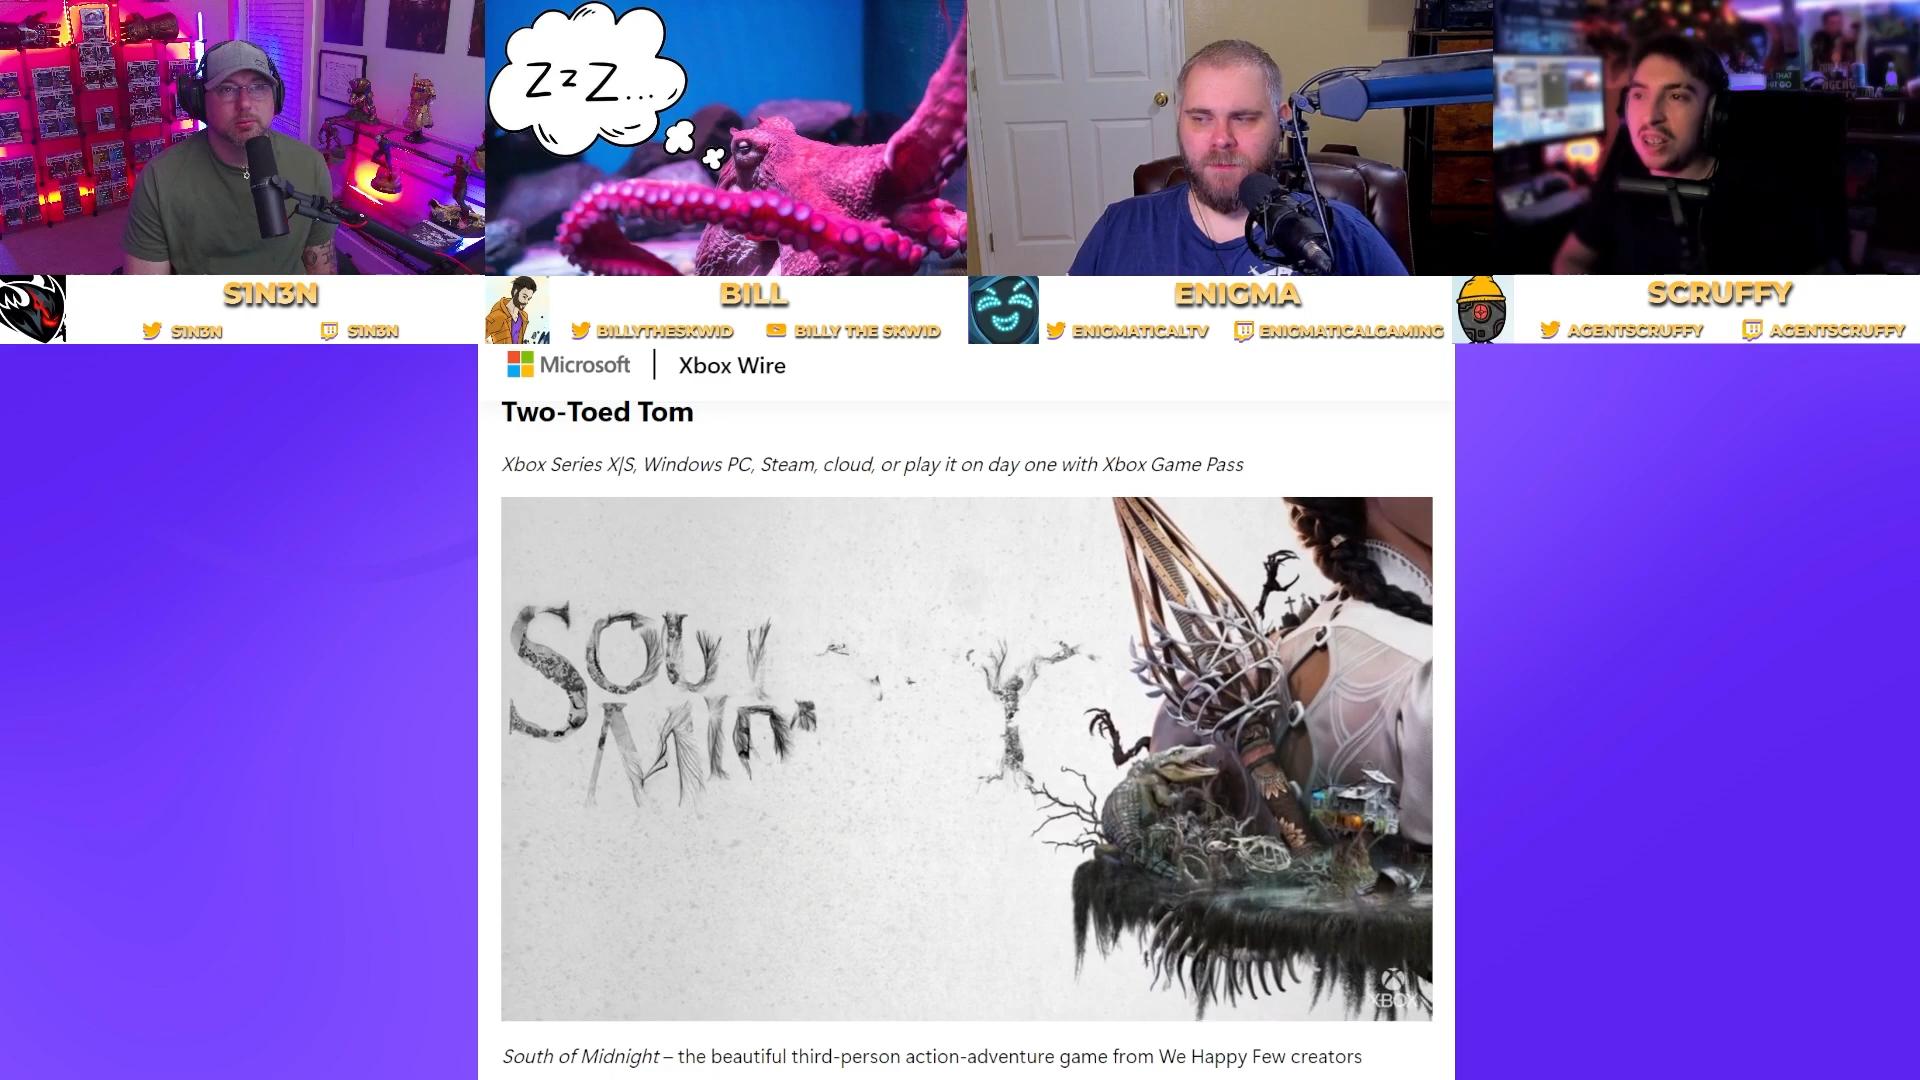 ZzZ...
S1N3N
S1N3N
S1N3N
BILL
BILLYTHESKWID
BILLY THE SKWID
ENIGMA
ENIGMATICALTV
ENIGMATICALGAMING
SCRUFFY
AGENTSCRUFFY
AGENTSCRUFFY
Microsoft | Xbox Wire
Two-Toed Tom
Xbox Series X|S, Windows PC, Steam, cloud, or play it on day one with Xbox Game Pass
XBOX
South of Midnight – the beautiful third-person action-adventure game from We Happy Few creators